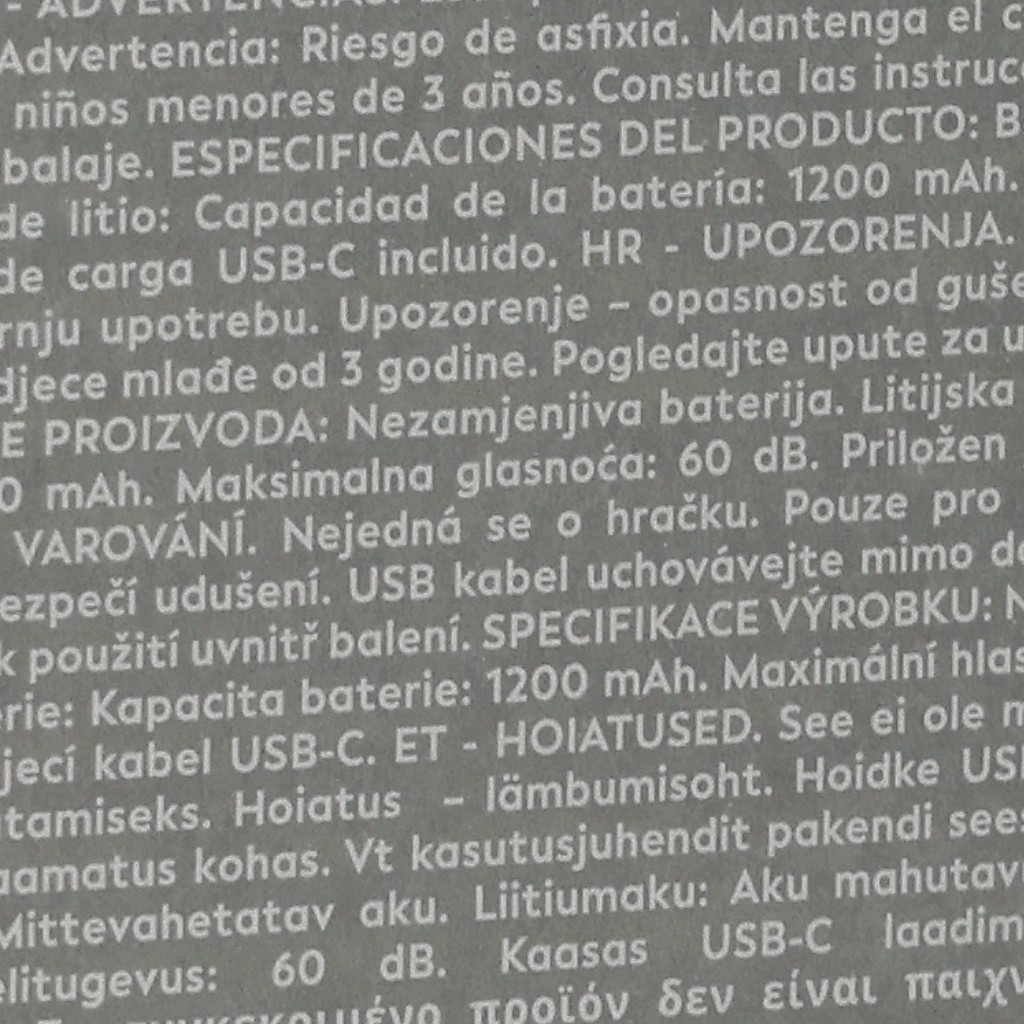 Advertencia: Riesgo de asfixia. Mantenga el
niños menores de 3 años. Consulta las
balaje. ESPECIFICACIONES DEL PRODUCTO:
de litio: Capacidad de la batería: 1200 mAh.
de carga USB-C incluido. HR - UPOZORENJA.
rnju upotrebu. Upozorenje – opasnost od
djece mlađe od 3 godine. Pogledajte upute za
E PROIZVODA: Nezamjenjiva baterija. Litijska
0 mAh. Maksimalna glasnoća: 60 dB. Priložen
VAROVÁNÍ. Nejedná se o hračku. Pouze pro
ezpečí udušení. USB kabel uchovávejte mimo
k použití uvnitř balení. SPECIFIKACE VÝROBKU:
rie: Kapacita baterie: 1200 mAh. Maximální
jecí kabel USB-C. ET - HOIATUSED. See ei ole
tamiseks. Hoiatus – lämbumisoht. Hoidke
aamatus kohas. Vt kasutusjuhendit pakendi
Mittevahetatav aku. Liitiumaku: Aku
elitugevus: 60 dB. Kaasas USB-C
προϊόν δεν είναι